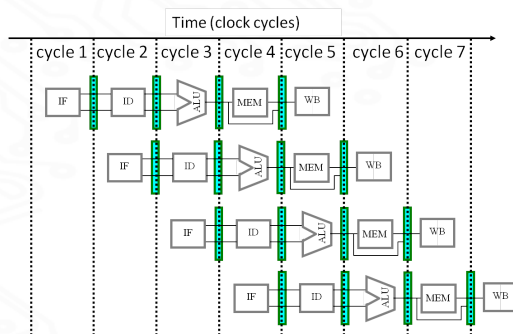 Time (clock cycles)
cycle 1 cycle 2 cycle 3 cycle 4 cycle 5 cycle 6 cycle 7
IF ID ALU MEM WB
IF ID ALU MEM WB
IF ID ALU MEM WB
IF ID ALU MEM WB